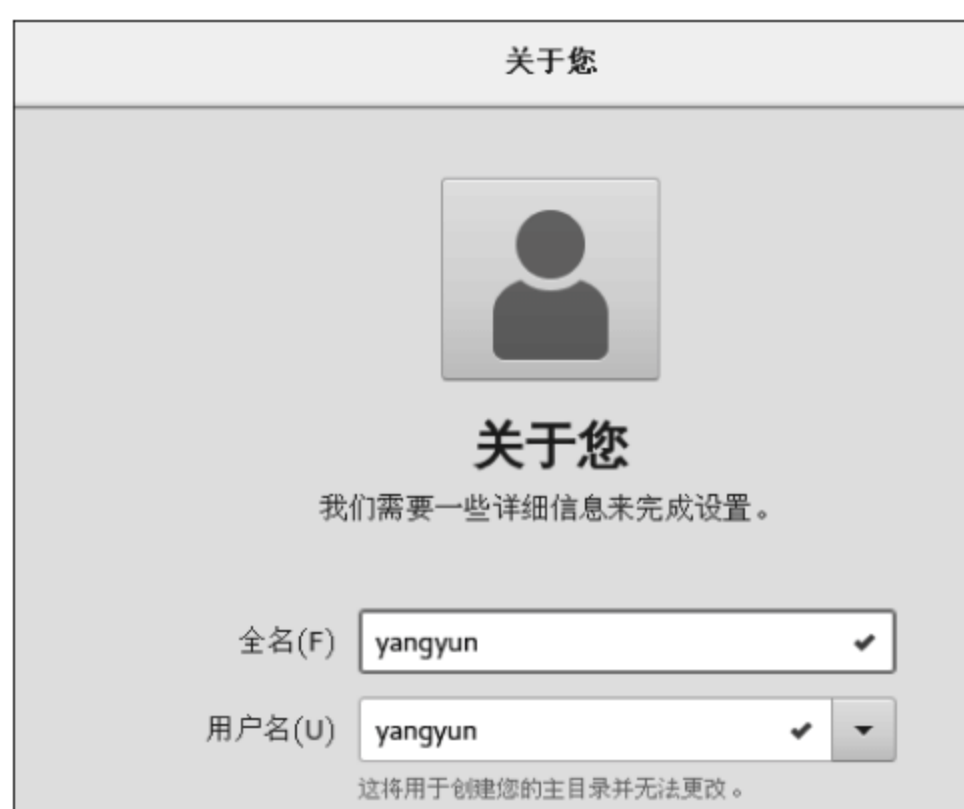 关于您
关于您
我们需要一些详细信息来完成设置。
全名(F) yangyun
用户名(U) yangyun
这将用于创建您的主目录并无法更改。